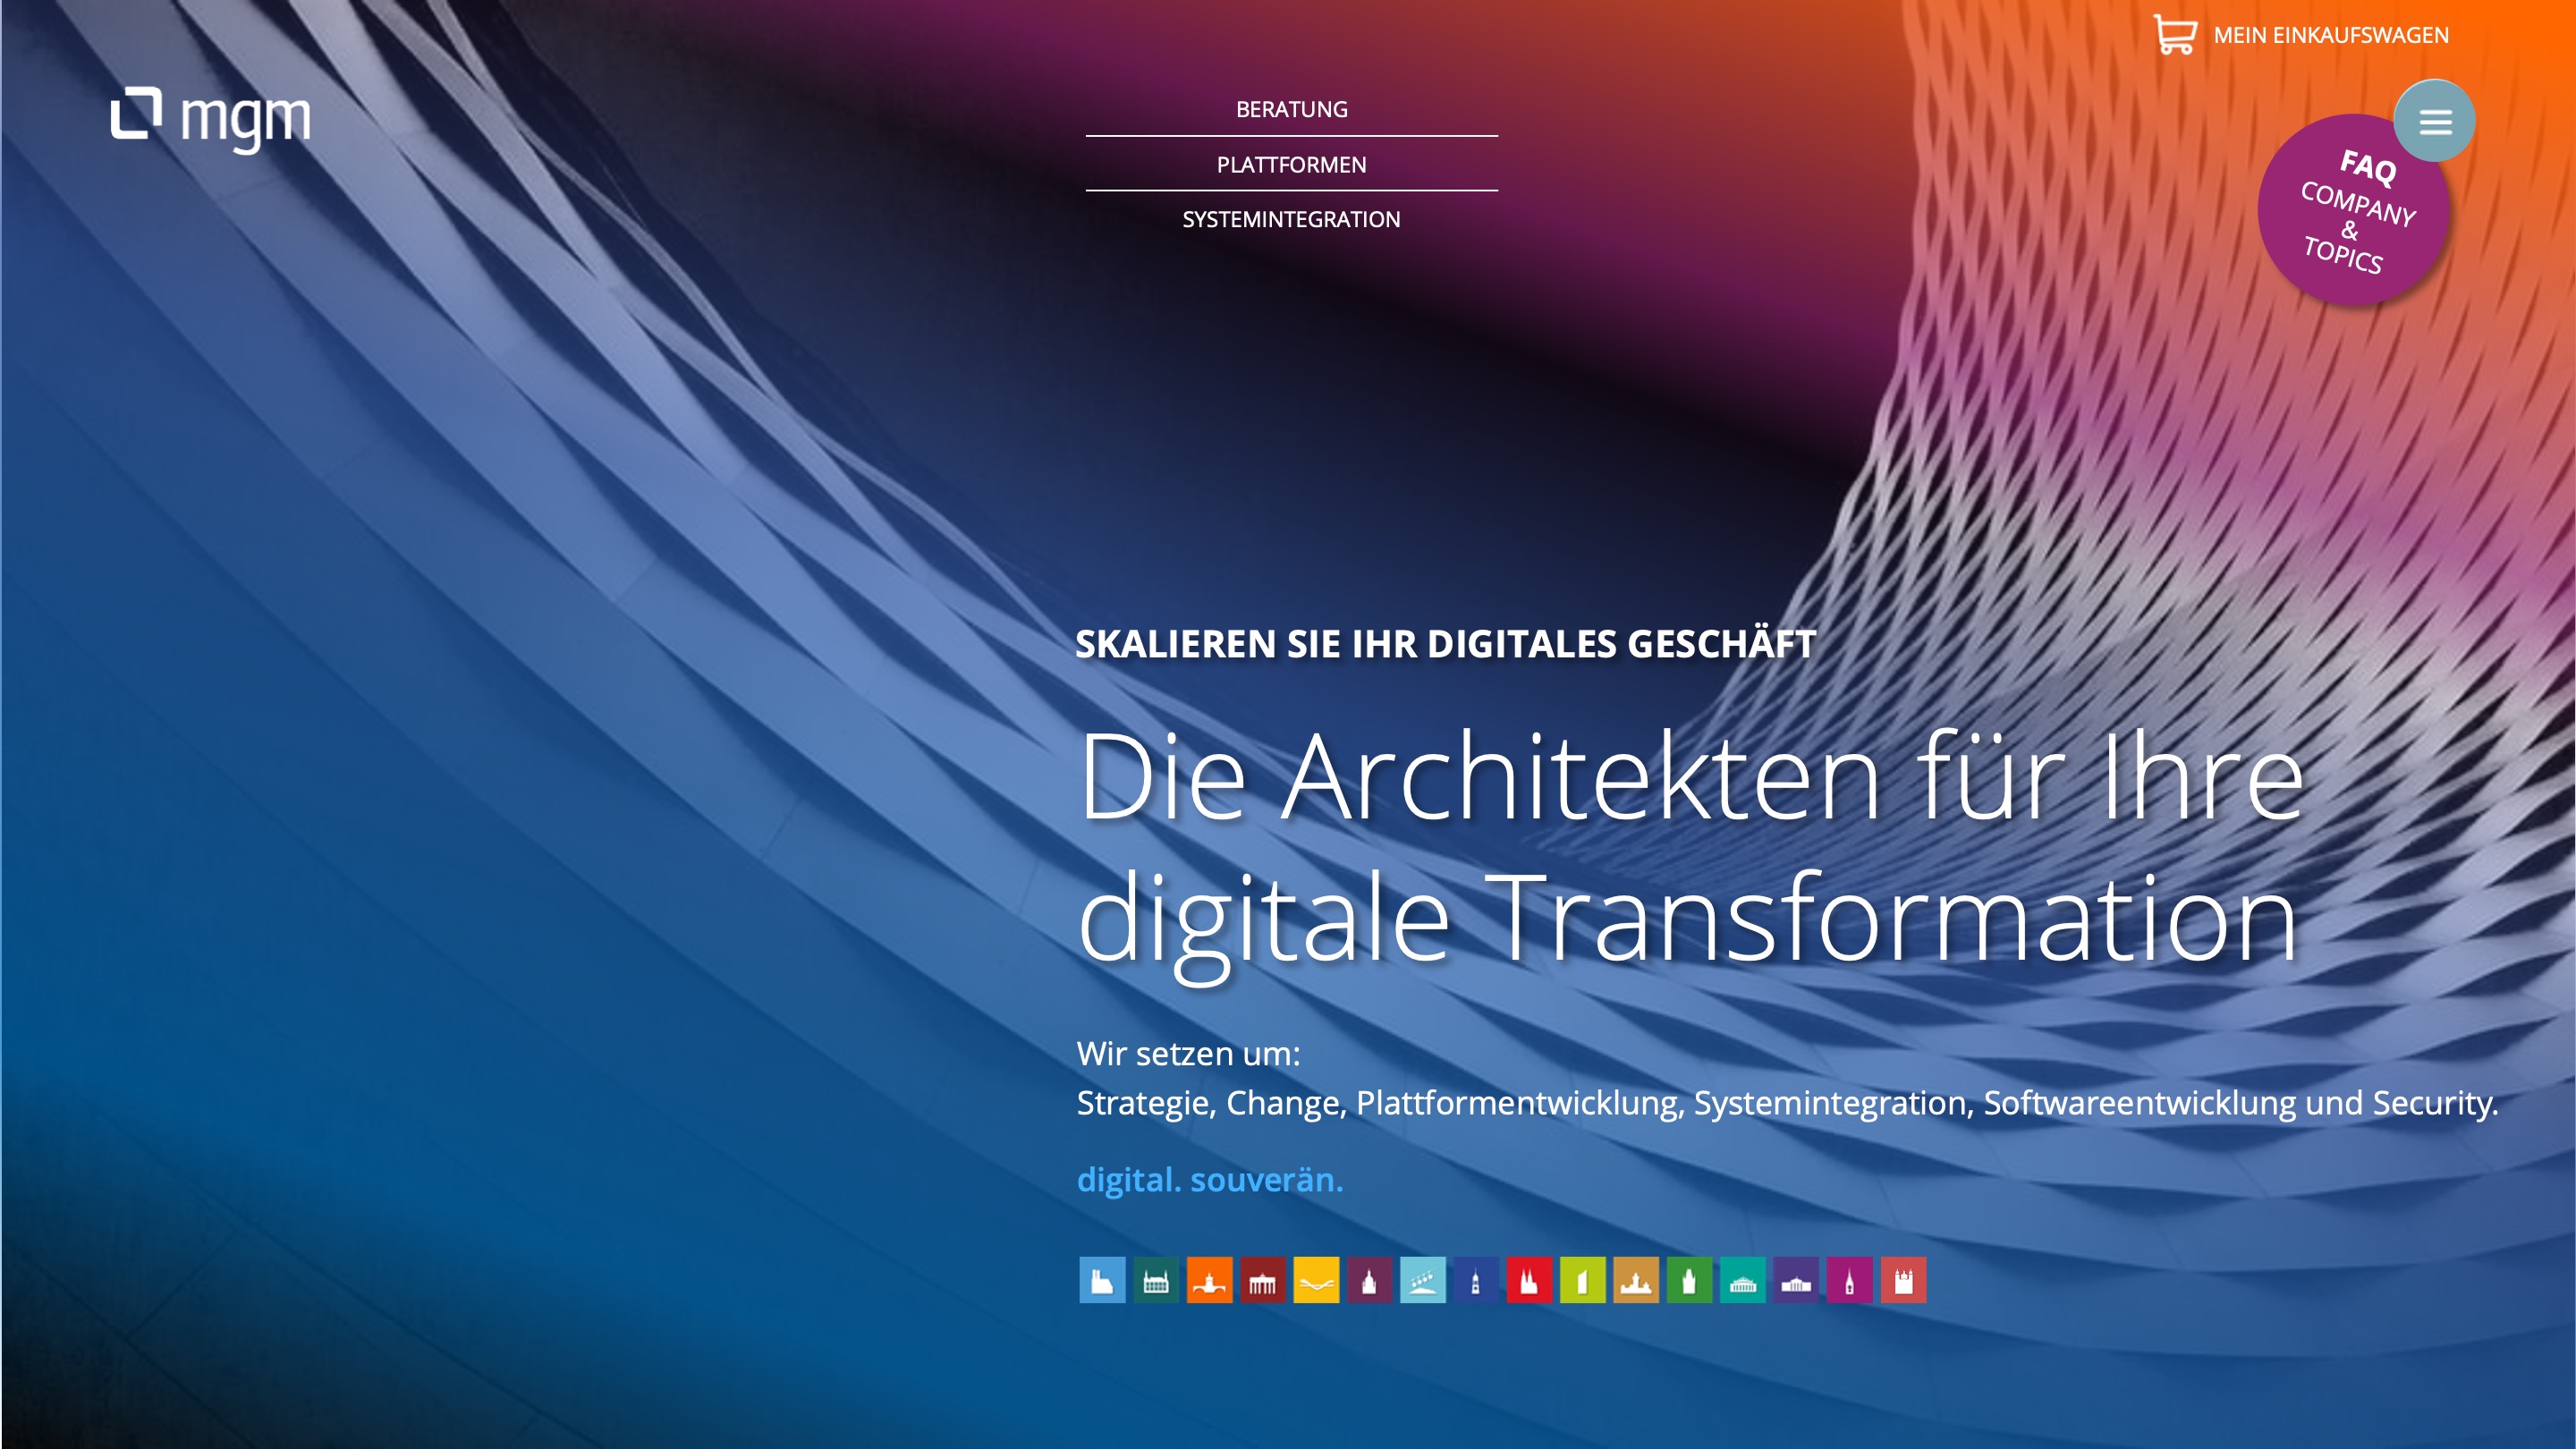 MEIN EINKAUFSWAGEN
mgm
BERATUNG
PLATTFORMEN
SYSTEMINTEGRATION
FAQ
COMPANY
&
TOPICS
SKALIEREN SIE IHR DIGITALES GESCHÄFT
Die Architekten für Ihre
digitale Transformation
Wir setzen um:
Strategie, Change, Plattformentwicklung, Systemintegration, Softwareentwicklung und Security.
digital. souverän.